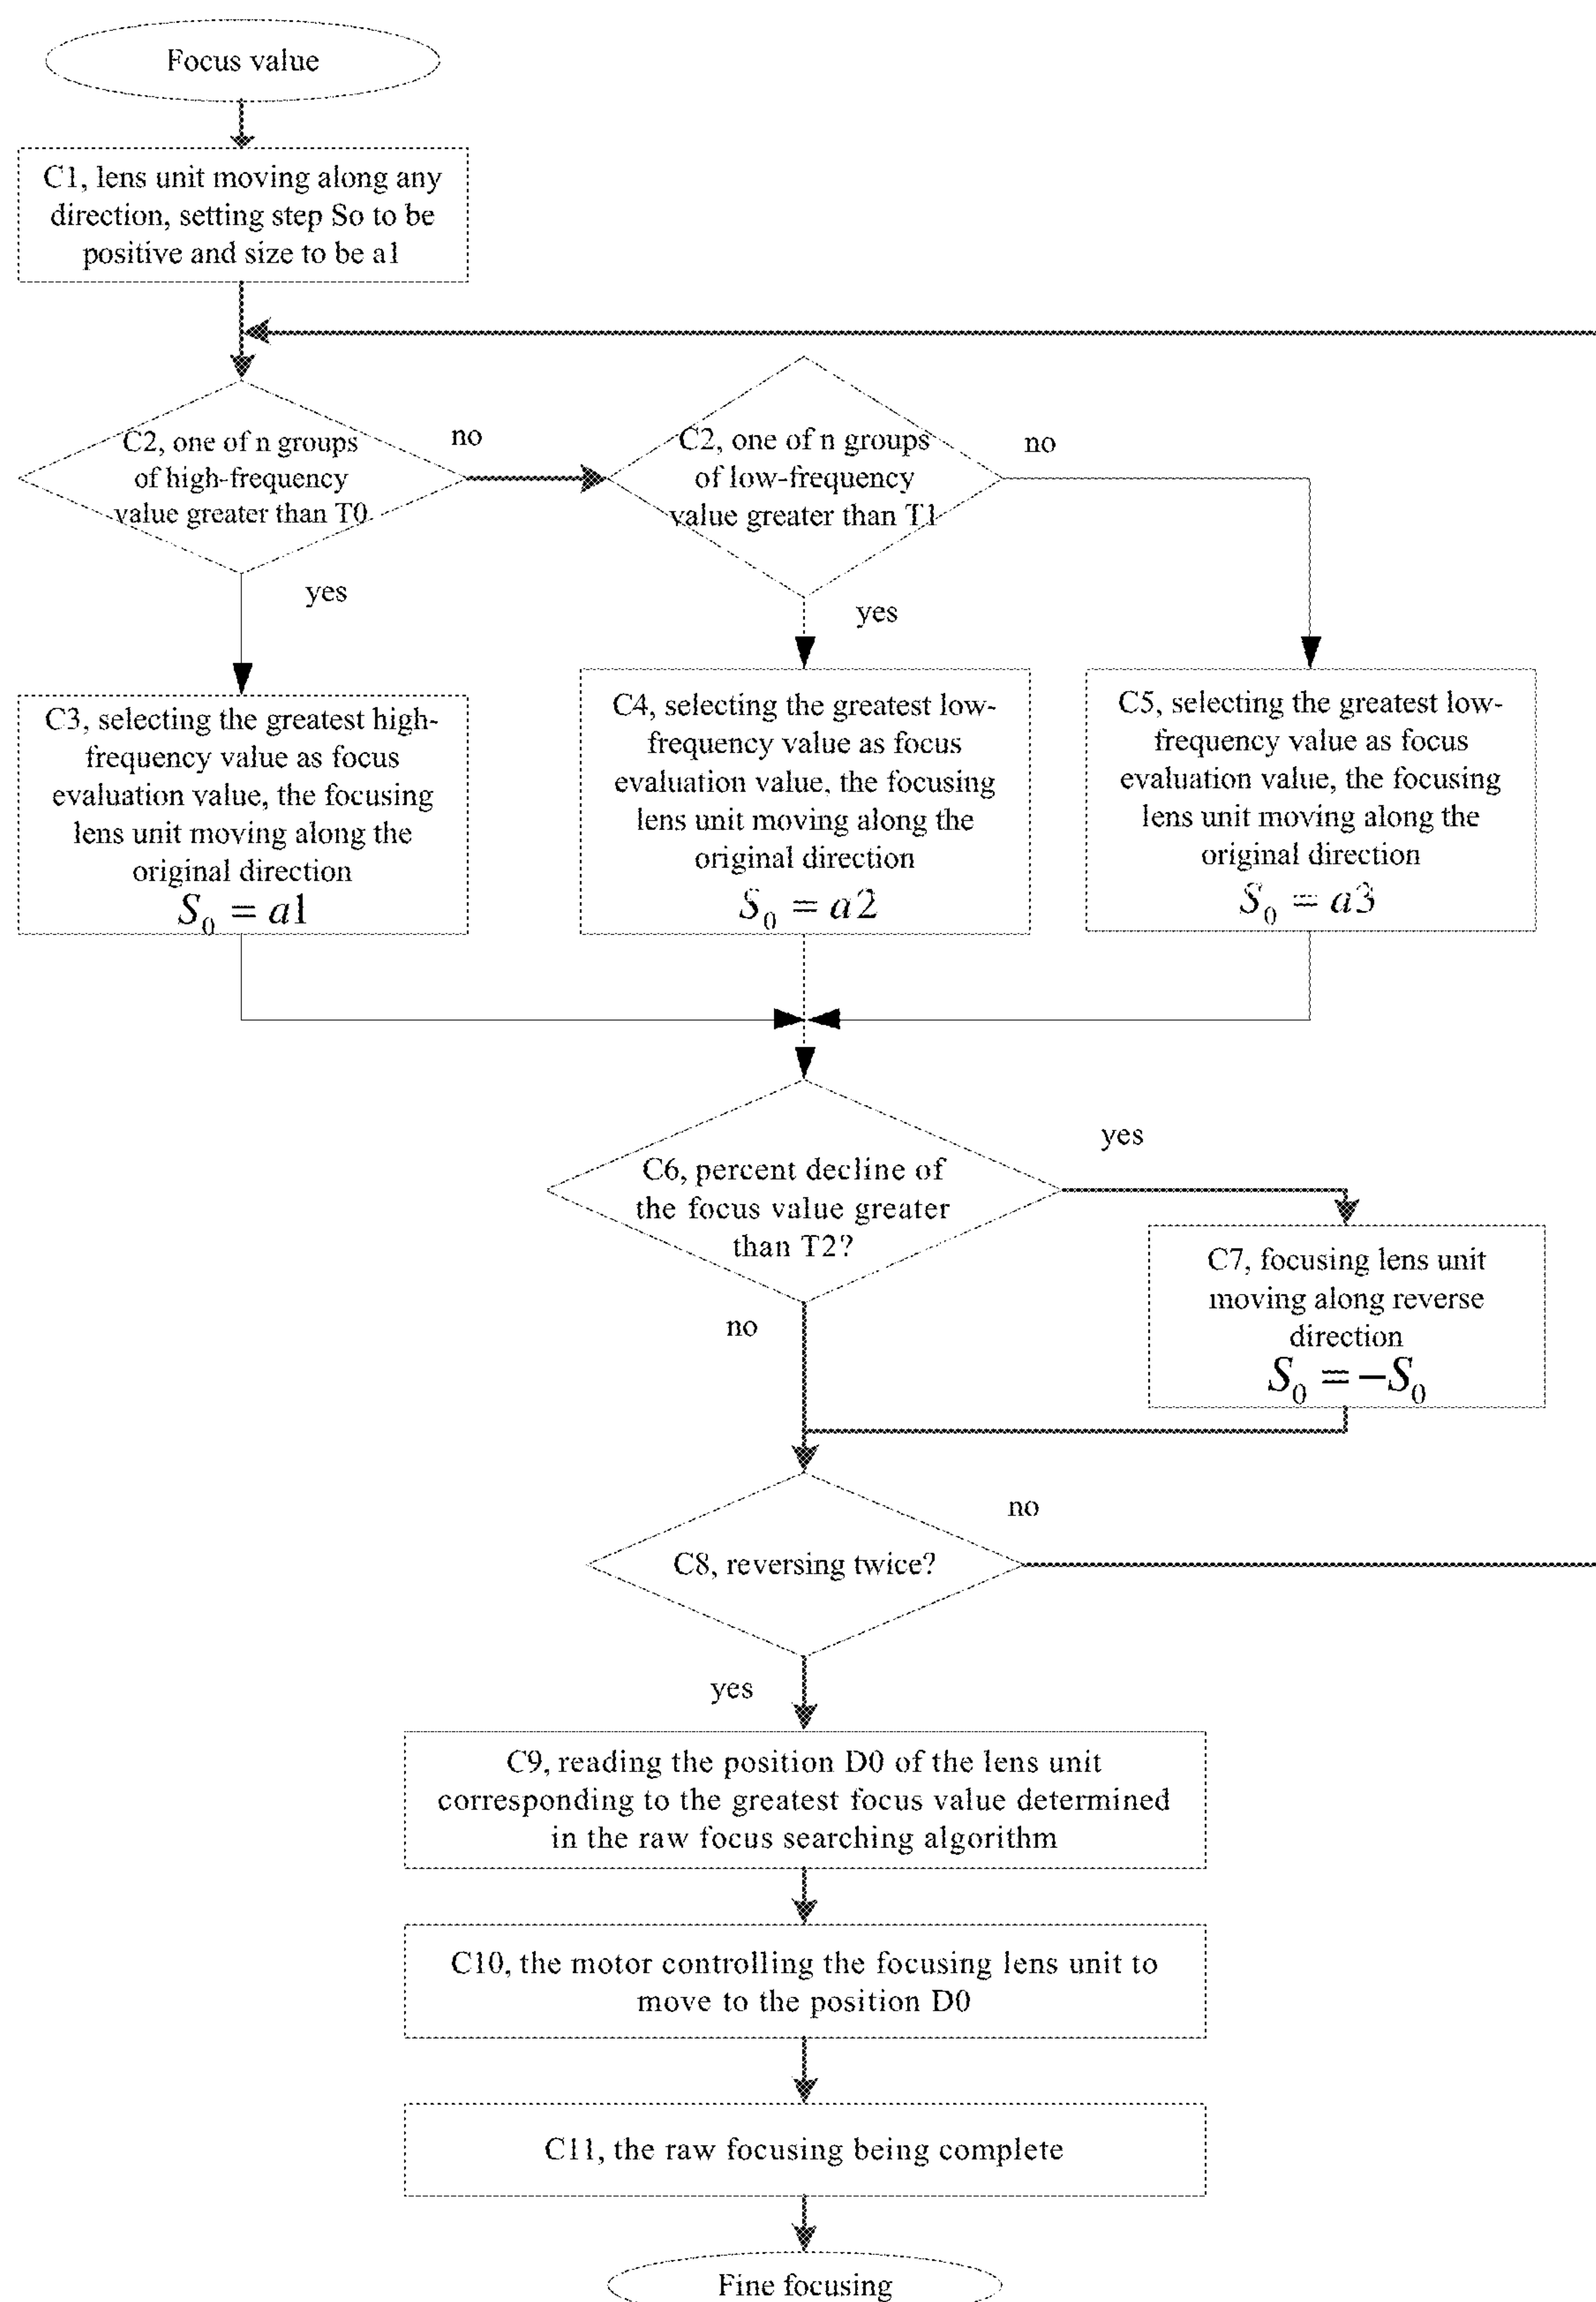 Focus value
C1, lens unit moving along any
direction, setting step So to be
positive and size to be a1
C2, one of n groups
of high-frequency
value greater than T0
no
yes
C2, one of n groups
of low-frequency
value greater than T1
no
yes
C3, selecting the greatest high-
frequency value as focus
evaluation value, the focusing
lens unit moving along the
original direction
S₀ = a1
C4, selecting the greatest low-
frequency value as focus
evaluation value, the focusing
lens unit moving along the
original direction
S₀ = a2
C5, selecting the greatest low-
frequency value as focus
evaluation value, the focusing
lens unit moving along the
original direction
S₀ = a3
C6, percent decline of
the focus value greater
than T2?
yes
no
C7, focusing lens unit
moving along reverse
direction
S₀ = −S₀
C8, reversing twice?
no
yes
C9, reading the position D0 of the lens unit
corresponding to the greatest focus value determined
in the raw focus searching algorithm
C10, the motor controlling the focusing lens unit to
move to the position D0
C11, the raw focusing being complete
Fine focusing